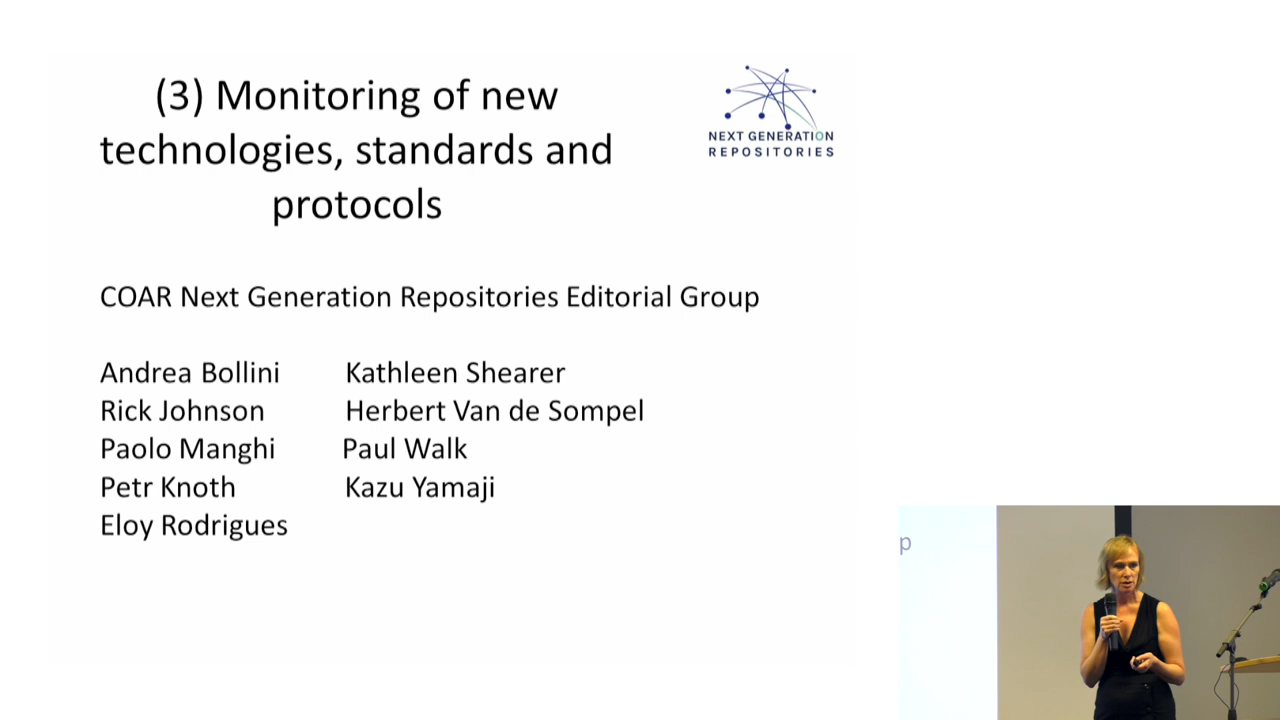 (3) Monitoring of new
technologies, standards and
protocols
NEXT GENERATION
REPOSITORIES
COAR Next Generation Repositories Editorial Group
Andrea Bollini Kathleen Shearer
Rick Johnson Herbert Van de Sompel
Paolo Manghi Paul Walk
Petr Knoth Kazu Yamaji
Eloy Rodrigues
p